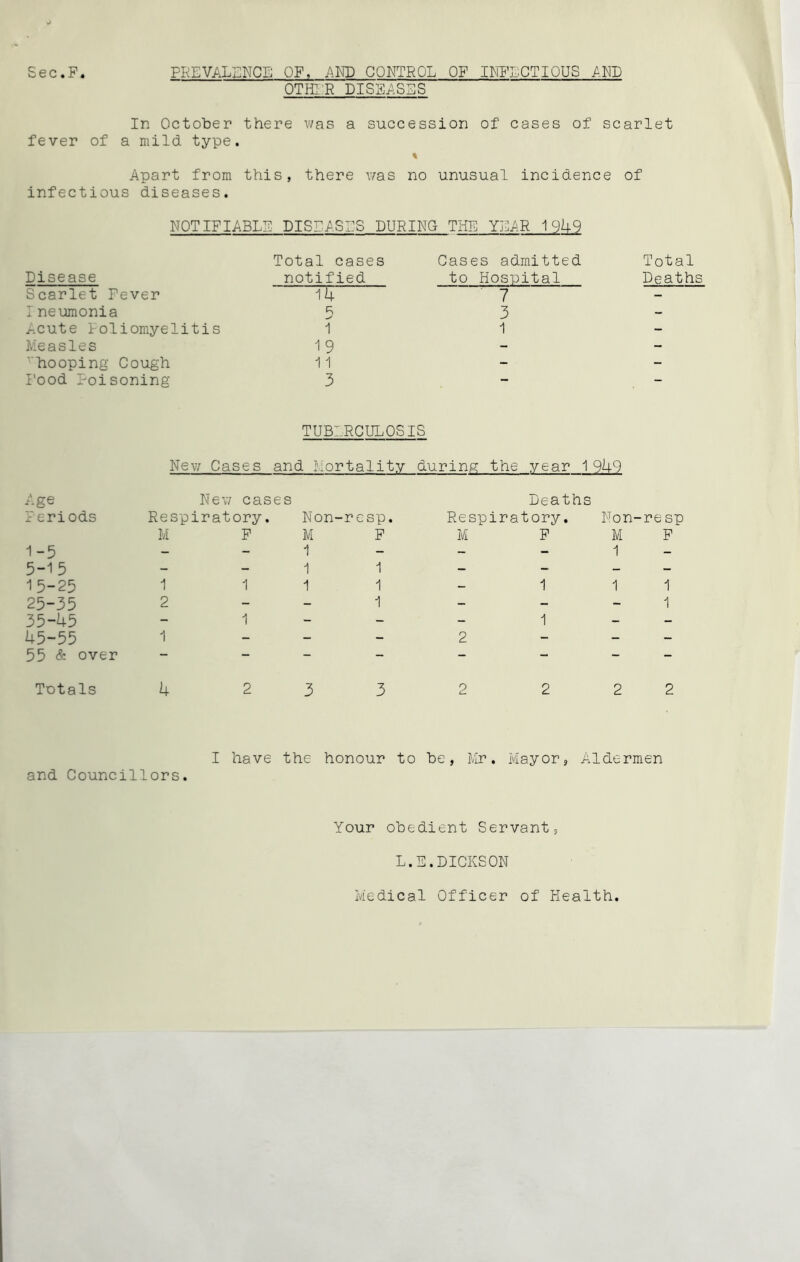 Sec.F. PREVALENCE OF, AND CONTROL OF INFECTIOUS AND
OTHER DISEASES
In October there was a succession of cases of scarlet
fever of a mild type.
Apart from this, there was no unusual incidence of
infectious diseases.
NOTIFIABLE DISEASES DURING THE YEAR 1949
Total cases Cases admitted Total
Disease notified to Hospital Deaths
Scarlet Fever 14 7 -
Pneumonia 5 3 -
Acute Poliomyelitis 1 1 -
Measles 19 - -
Whooping Cough 11 - -
Food Poisoning 3 - -
TUBERCULOSIS
New Cases and Mortality during the year 1949
Age New cases Deaths
Periods Respiratory. Non-resp. Respiratory. Non-resp
M F M F M F M F
1-5 - - 1 - - - 1 -
5-15 - - 1 1 - - - -
15-25 1 1 1 1 - 1 1 1
25-35 2 - - 1 - - - 1
35-45 - 1 - - - 1 - -
45-55 1 - - - 2 - - -
55 & over - - - - - - - -
Totals 4 2 3 3 2 2 2 2
I have the honour to be, Mr. Mayor, Aldermen
and Councillors.
Your obedient Servant,
L.E.DICKSON
Medical Officer of Health.